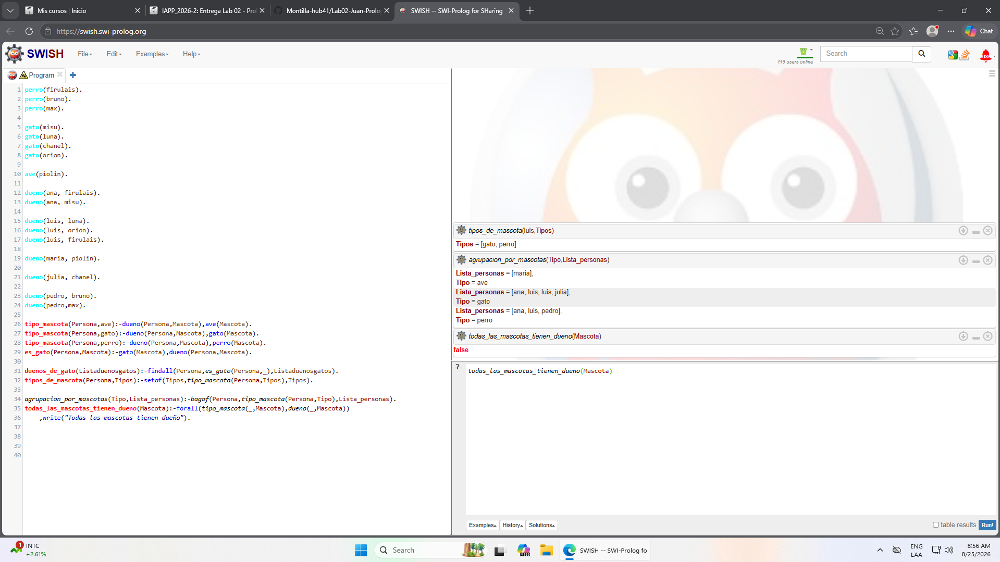 Mis cursos | Inicio
IAPP_2026-2: Entrega Lab 02 - Pro
Montilla-hub41/Lab02-Juan-Prolo
SWISH -- SWI-Prolog for SHaring
https://swish.swi-prolog.org
Chat
SWISH
File
Edit
Examples
Help
119 users online
Search
Program
1 perro(firulais).
2 perro(bruno).
3 perro(max).
4
5 gato(misu).
6 gato(luna).
7 gato(chanel).
8 gato(orion).
9
10 ave(piolin).
11
12 dueno(ana, firulais).
13 dueno(ana, misu).
14
15 dueno(luis, luna).
16 dueno(luis, orion).
17 dueno(luis, firulais).
18
19 dueno(maria, piolin).
20
21 dueno(julia, chanel).
22
23 dueno(pedro, bruno).
24 dueno(pedro,max).
25
26 tipo_mascota(Persona,ave):-dueno(Persona,Mascota),ave(Mascota).
27 tipo_mascota(Persona,gato):-dueno(Persona,Mascota),gato(Mascota).
28 tipo_mascota(Persona,perro):-dueno(Persona,Mascota),perro(Mascota).
29 es_gato(Persona,Mascota):-gato(Mascota),dueno(Persona,Mascota).
30
31 duenos_de_gato(Listaduenosgatos):-findall(Persona,es_gato(Persona,_),Listaduenosgatos).
32 tipos_de_mascota(Persona,Tipos):-setof(Tipos,tipo_mascota(Persona,Tipos),Tipos).
33
34 agrupacion_por_mascotas(Tipo,Lista_personas):-bagof(Persona,tipo_mascota(Persona,Tipo),Lista_personas).
35 todas_las_mascotas_tienen_dueno(Mascota):-forall(tipo_mascota(_,Mascota),dueno(_,Mascota))
36 ,write("Todas las mascotas tienen dueño").
37
38
39
40
tipos_de_mascota(luis,Tipos)
Tipos = [gato, perro]
agrupacion_por_mascotas(Tipo,Lista_personas)
Lista_personas = [maria],
Tipo = ave
Lista_personas = [ana, luis, luis, julia],
Tipo = gato
Lista_personas = [ana, luis, pedro],
Tipo = perro
todas_las_mascotas_tienen_dueno(Mascota)
false
?- todas_las_mascotas_tienen_dueno(Mascota)
Examples
History
Solutions
table results
Run!
1
INTC
+2.61%
Search
M365
SWISH -- SWI-Prolog fo
ENG
LAA
8:56 AM
8/25/2026